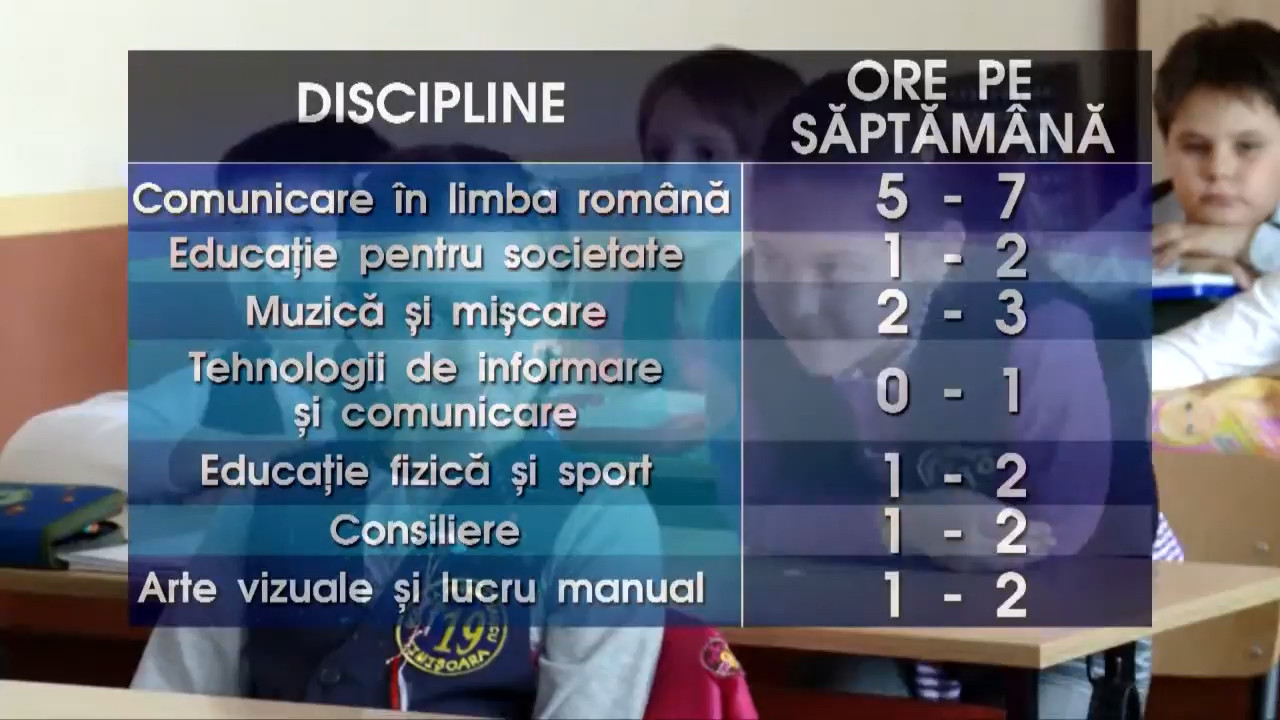 DISCIPLINE
ORE PE
SĂPTĂMÂNĂ
Comunicare în limba română 5 - 7
Educație pentru societate 1 - 2
Muzică și mișcare 2 - 3
Tehnologii de informare
și comunicare 0 - 1
Educație fizică și sport 1 - 2
Consiliere 1 - 2
Arte vizuale și lucru manual 1 - 2
19
TIMIȘOARA